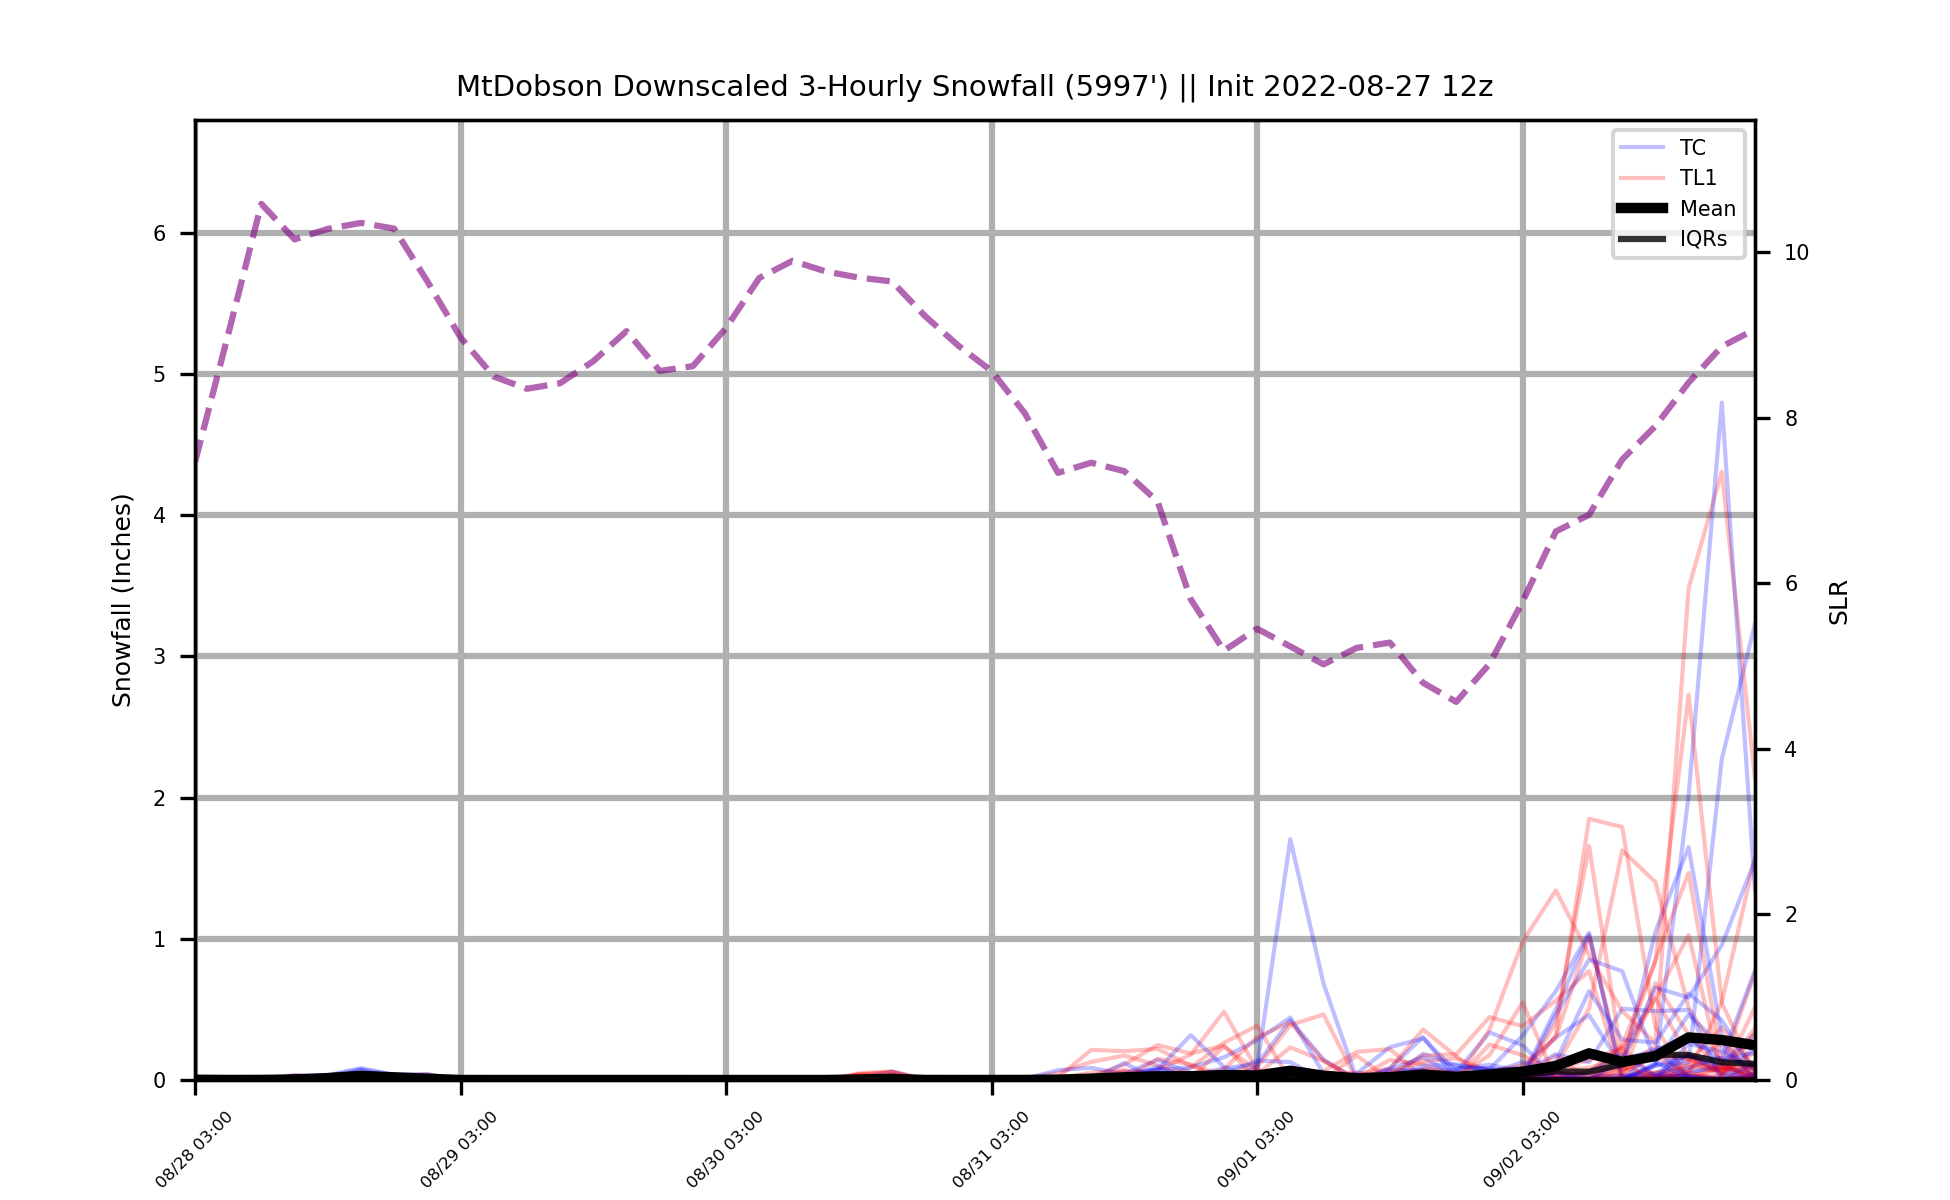 MtDobson Downscaled 3-Hourly Snowfall (5997') || Init 2022-08-27 12z
TC
TL1
Mean
IQRs
Snowfall (Inches)
6
5
4
3
2
1
0
10
8
6
4
2
0
SLR
08/28 03:00
08/29 03:00
08/30 03:00
08/31 03:00
09/01 03:00
09/02 03:00